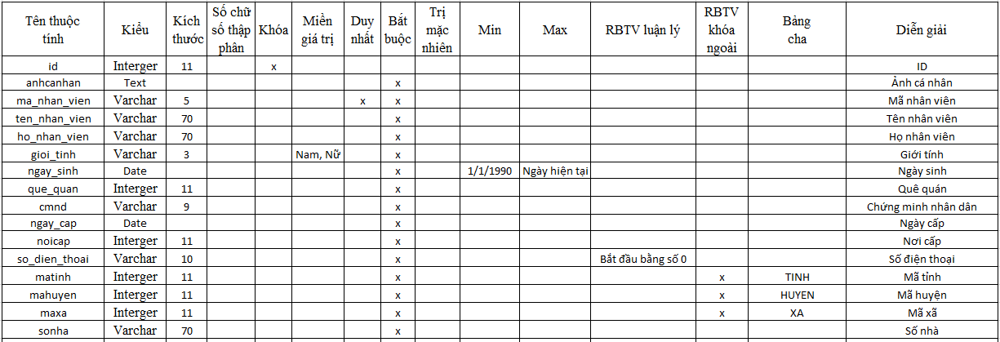 Tên thuộc tính Kiểu Kích thước Số chữ số thập phân Khóa Miền giá trị Duy nhất Bắt buộc Trị mặc nhiên Min Max RBTV luận lý RBTV khóa ngoài Bảng cha Diễn giải
id Interger 11 x ID
anhcanhan Text x Ảnh cá nhân
ma_nhan_vien Varchar 5 x x Mã nhân viên
ten_nhan_vien Varchar 70 x Tên nhân viên
ho_nhan_vien Varchar 70 x Họ nhân viên
gioi_tinh Varchar 3 Nam, Nữ x Giới tính
ngay_sinh Date x 1/1/1990 Ngày hiện tại Ngày sinh
que_quan Interger 11 x Quê quán
cmnd Varchar 9 x Chứng minh nhân dân
ngay_cap Date x Ngày cấp
noicap Interger 11 x Nơi cấp
so_dien_thoai Varchar 10 x Bắt đầu bằng số 0 Số điện thoại
matinh Interger 11 x x TINH Mã tỉnh
mahuyen Interger 11 x x HUYEN Mã huyện
maxa Interger 11 x x XA Mã xã
sonha Varchar 70 x Số nhà